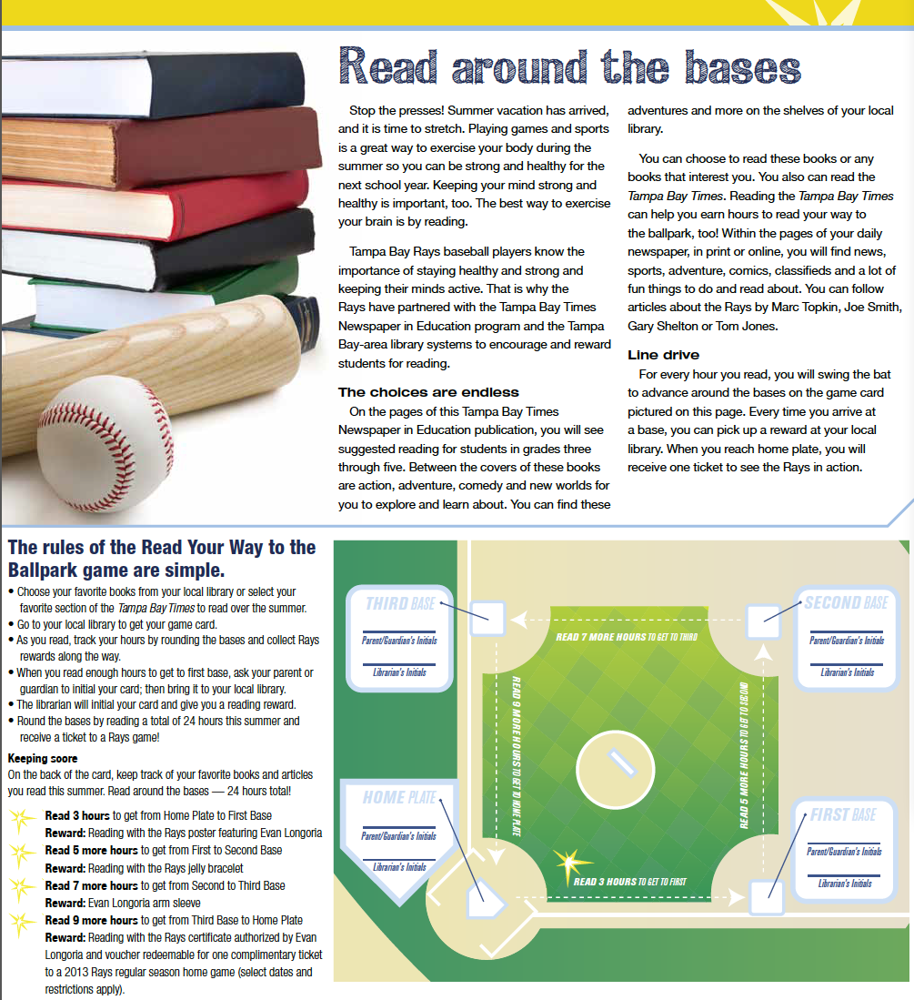 Read around the bases
Stop the presses! Summer vacation has arrived,
and it is time to stretch. Playing games and sports
is a great way to exercise your body during the
summer so you can be strong and healthy for the
next school year. Keeping your mind strong and
healthy is important, too. The best way to exercise
your brain is by reading.
Tampa Bay Rays baseball players know the
importance of staying healthy and strong and
keeping their minds active. That is why the
Rays have partnered with the Tampa Bay Times
Newspaper in Education program and the Tampa
Bay-area library systems to encourage and reward
students for reading.
The choices are endless
On the pages of this Tampa Bay Times
Newspaper in Education publication, you will see
suggested reading for students in grades three
through five. Between the covers of these books
are action, adventure, comedy and new worlds for
you to explore and learn about. You can find these
adventures and more on the shelves of your local
library.
You can choose to read these books or any
books that interest you. You also can read the
Tampa Bay Times. Reading the Tampa Bay Times
can help you earn hours to read your way to
the ballpark, too! Within the pages of your daily
newspaper, in print or online, you will find news,
sports, adventure, comics, classifieds and a lot of
fun things to do and read about. You can follow
articles about the Rays by Marc Topkin, Joe Smith,
Gary Shelton or Tom Jones.
Line drive
For every hour you read, you will swing the bat
to advance around the bases on the game card
pictured on this page. Every time you arrive at
a base, you can pick up a reward at your local
library. When you reach home plate, you will
receive one ticket to see the Rays in action.
The rules of the Read Your Way to the
Ballpark game are simple.
• Choose your favorite books from your local library or select your
favorite section of the Tampa Bay Times to read over the summer.
• Go to your local library to get your game card.
• As you read, track your hours by rounding the bases and collect Rays
rewards along the way.
• When you read enough hours to get to first base, ask your parent or
guardian to initial your card; then bring it to your local library.
• The librarian will initial your card and give you a reading reward.
• Round the bases by reading a total of 24 hours this summer and
receive a ticket to a Rays game!
Keeping soore
On the back of the card, keep track of your favorite books and articles
you read this summer. Read around the bases — 24 hours total!
Read 3 hours to get from Home Plate to First Base
Reward: Reading with the Rays poster featuring Evan Longoria
Read 5 more hours to get from First to Second Base
Reward: Reading with the Rays jelly bracelet
Read 7 more hours to get from Second to Third Base
Reward: Evan Longoria arm sleeve
Read 9 more hours to get from Third Base to Home Plate
Reward: Reading with the Rays certificate authorized by Evan
Longoria and voucher redeemable for one complimentary ticket
to a 2013 Rays regular season home game (select dates and
restrictions apply).
THIRD BASE
Parent/Guardian's Initials
Librarian's Initials
SECOND BASE
Parent/Guardian's Initials
Librarian's Initials
READ 7 MORE HOURS TO GET TO THIRD
READ 9 MORE HOURS TO GET TO HOME PLATE
READ 5 MORE HOURS TO GET TO SECOND
HOME PLATE
Parent/Guardian's Initials
Librarian's Initials
FIRST BASE
Parent/Guardian's Initials
Librarian's Initials
READ 3 HOURS TO GET TO FIRST